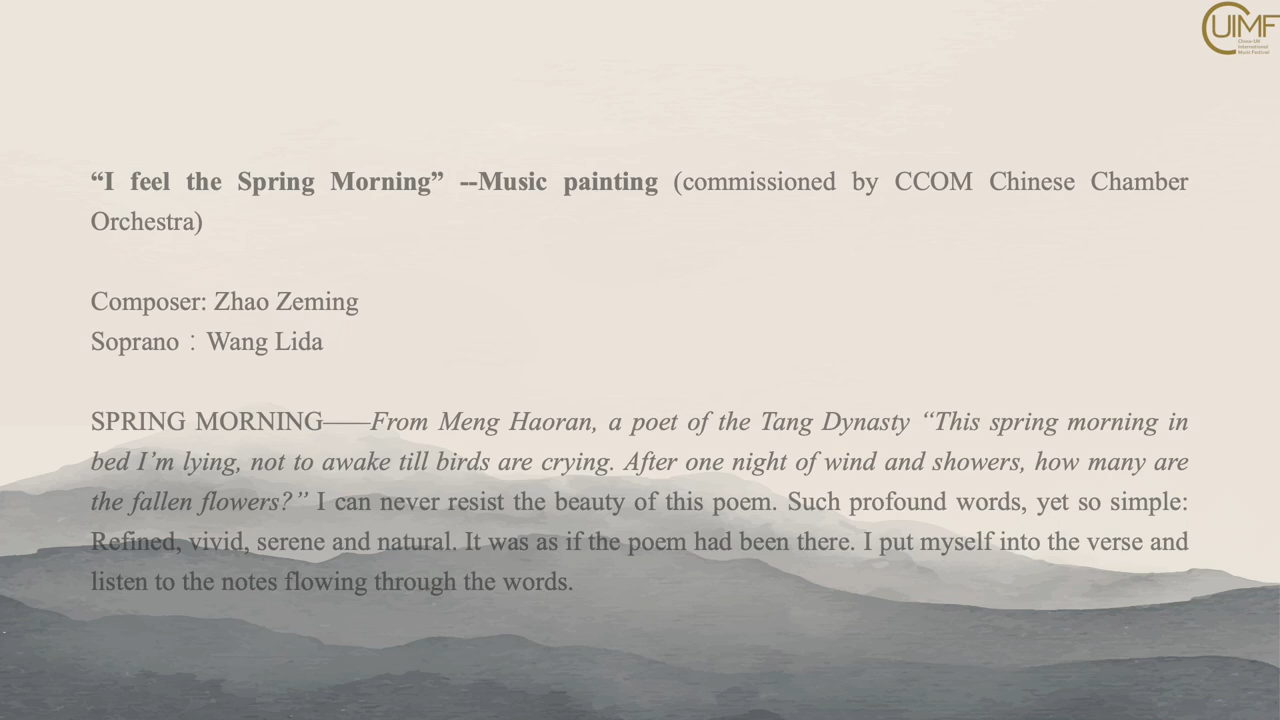 CUIMF
China-UK
International
Music Festival
“I feel the Spring Morning” --Music painting (commissioned by CCOM Chinese Chamber
Orchestra)
Composer: Zhao Zeming
Soprano：Wang Lida
SPRING MORNING——From Meng Haoran, a poet of the Tang Dynasty “This spring morning in
bed I’m lying, not to awake till birds are crying. After one night of wind and showers, how many are
the fallen flowers?” I can never resist the beauty of this poem. Such profound words, yet so simple:
Refined, vivid, serene and natural. It was as if the poem had been there. I put myself into the verse and
listen to the notes flowing through the words.